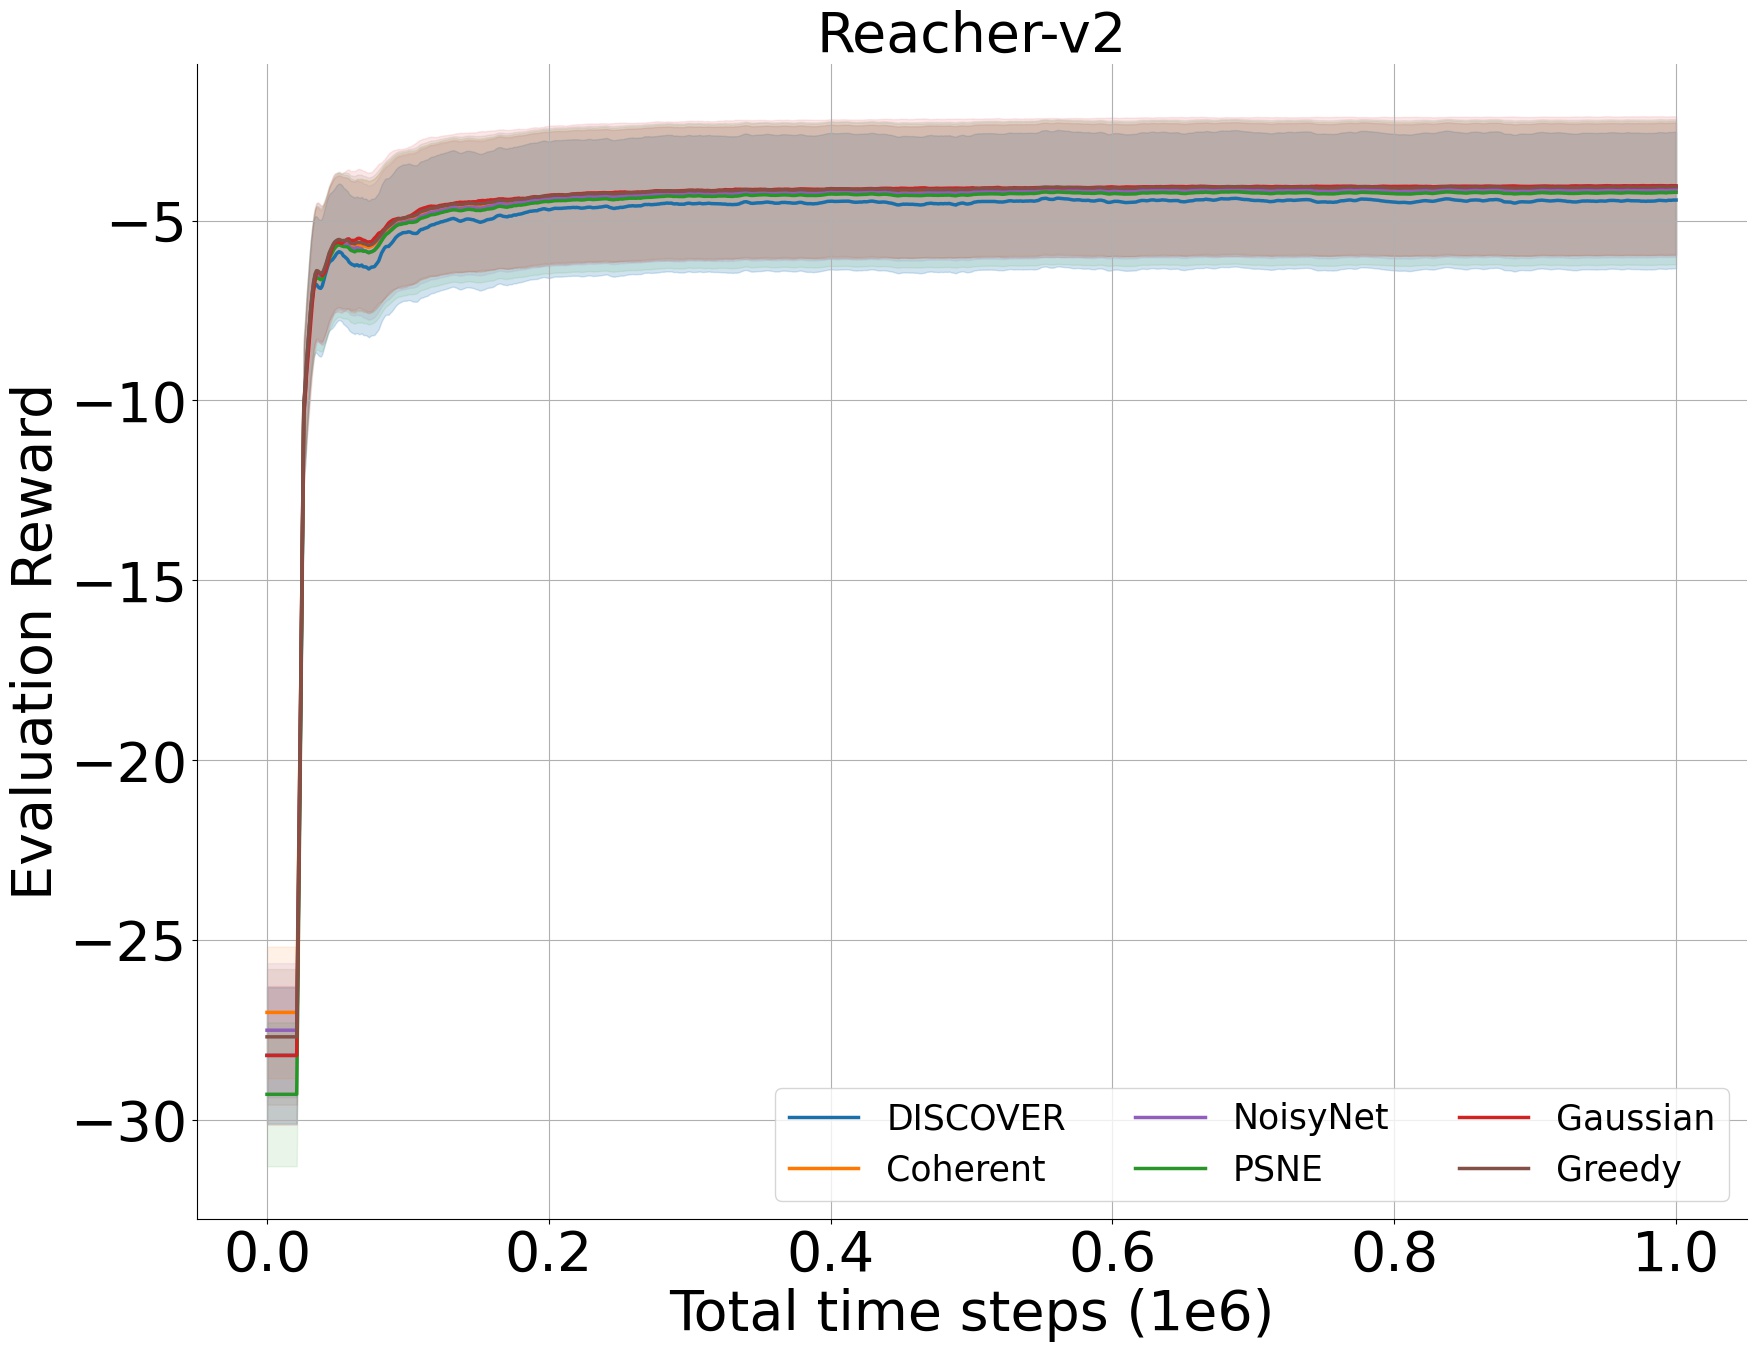 Reacher-v2
Evaluation Reward
−5
−10
−15
−20
−25
−30
DISCOVER NoisyNet Gaussian
Coherent PSNE Greedy
0.0 0.2 0.4 0.6 0.8 1.0
Total time steps (1e6)